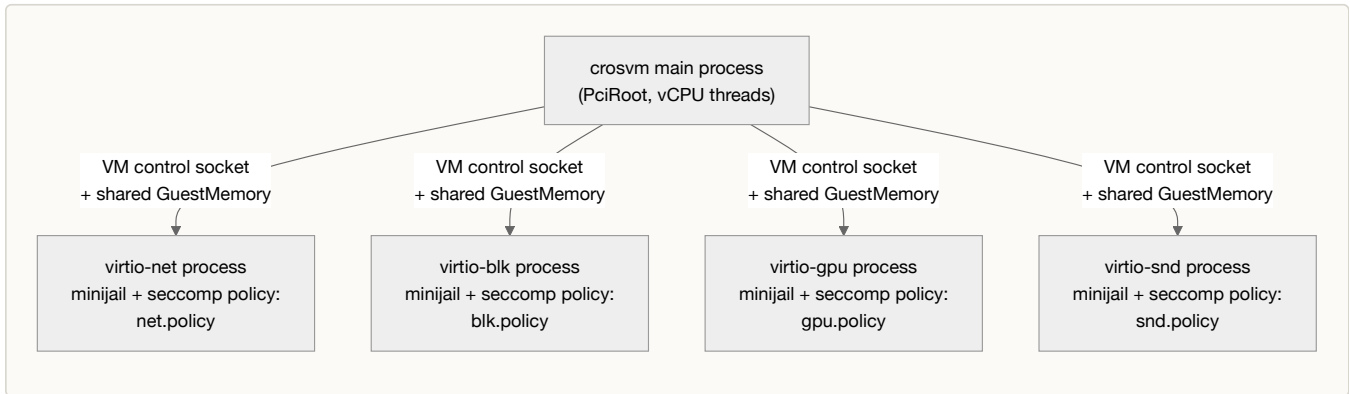 crosvm main process
(PciRoot, vCPU threads)
VM control socket
+ shared GuestMemory
VM control socket
+ shared GuestMemory
VM control socket
+ shared GuestMemory
VM control socket
+ shared GuestMemory
virtio-net process
minijail + seccomp policy:
net.policy
virtio-blk process
minijail + seccomp policy:
blk.policy
virtio-gpu process
minijail + seccomp policy:
gpu.policy
virtio-snd process
minijail + seccomp policy:
snd.policy